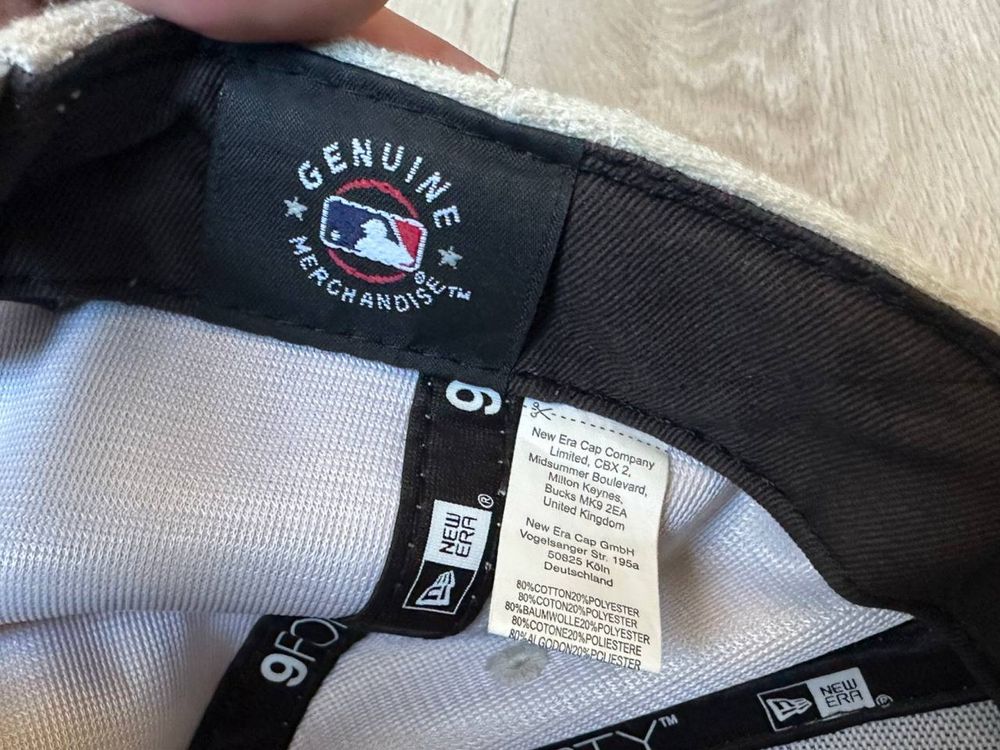 GENUINE
MERCHANDISE™
®
9
NEW ERA
®
New Era Cap Company
Limited, CBX 2,
Midsummer Boulevard,
Milton Keynes,
Bucks MK9 2EA
United Kingdom
New Era Cap GmbH
Vogelsanger Str. 195a
50825 Köln
Deutschland
80%COTTON20%POLYESTER
80%COTON20%POLYESTER
80%BAUMWOLLE20%POLYESTER
80%COTONE20%POLIESTERE
80%ALGODON20%POLIESTER
9FO
TY™
NEW ERA
®